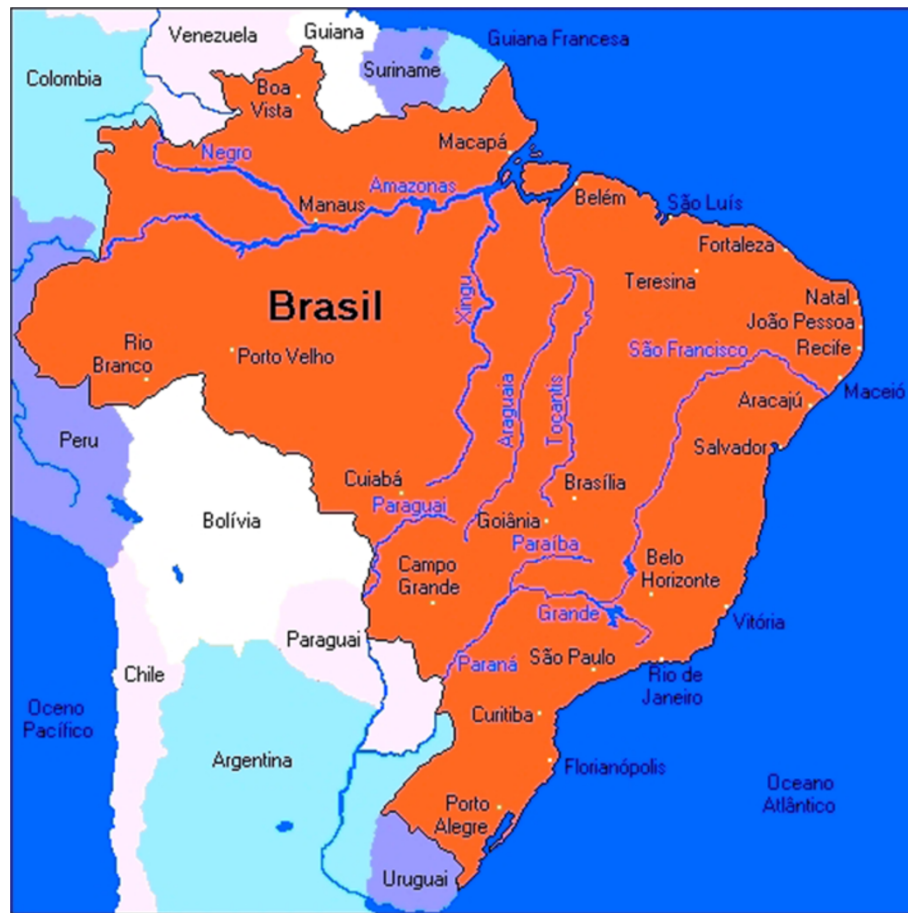 Venezuela
Guiana
Guiana Francesa
Colombia
Suriname
Boa
Vista
Macapá
Negro
Amazonas
Manaus
Belém
São Luís
Fortaleza
Teresina
Brasil
Xingu
Natal
João Pessoa
Recife
São Francisco
Rio
Branco
Porto Velho
Araguaia
Tocantis
Maceió
Aracajú
Peru
Salvador
Cuiabá
Brasília
Paraguai
Goiânia
Bolívia
Paraíba
Campo
Grande
Belo
Horizonte
Grande
Vitória
Paraguai
Paraná
São Paulo
Chile
Rio de
Janeiro
Oceno
Pacífico
Curitiba
Argentina
Florianópolis
Oceano
Atlântico
Porto
Alegre
Uruguai